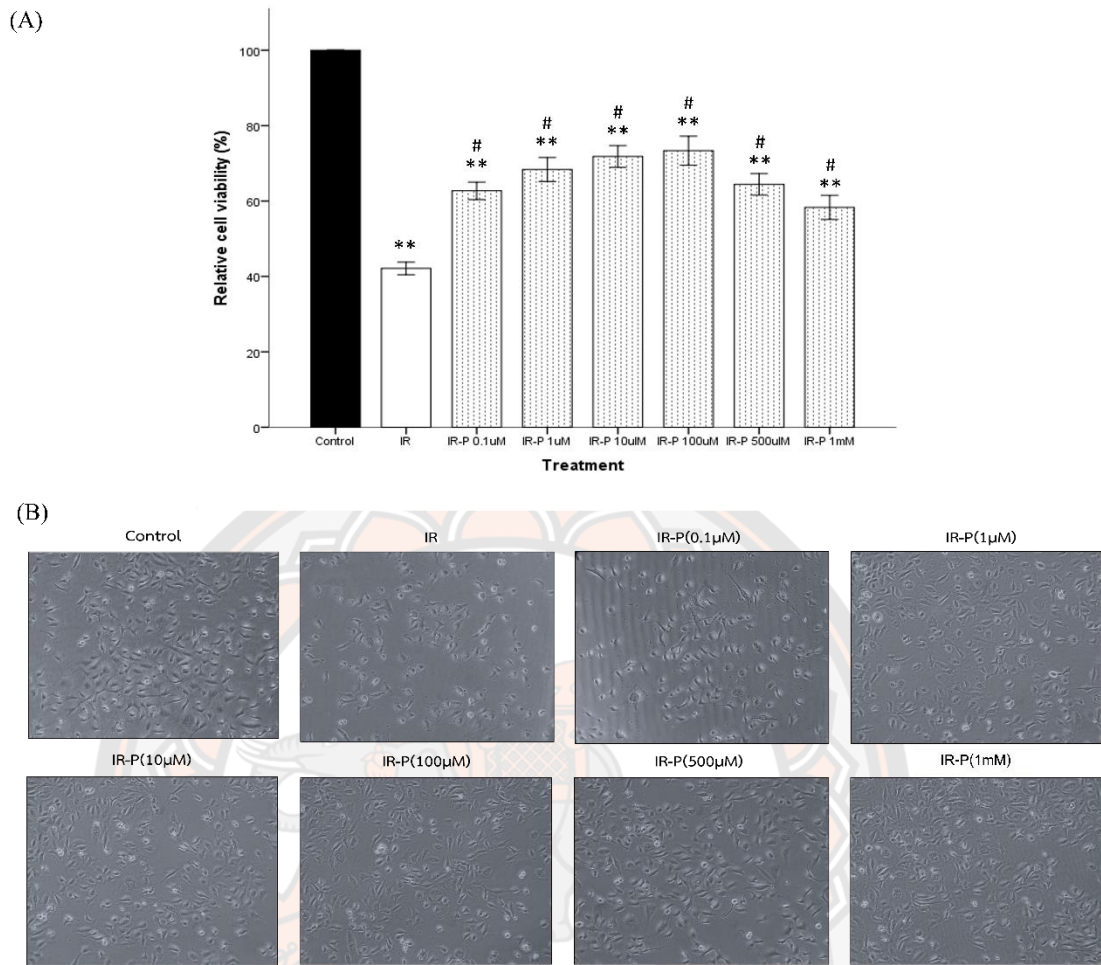 (A)
Relative cell viability (%)
100
80
60
40
20
0
**
#
**
#
**
#
**
#
**
#
**
#
**
Control IR IR-P 0.1uM IR-P 1uM IR-P 10ulM IR-P 100uM IR-P 500ulM IR-P 1mM
Treatment
(B)
Control IR IR-P(0.1µM) IR-P(1µM)
IR-P(10µM) IR-P(100µM) IR-P(500µM) IR-P(1mM)